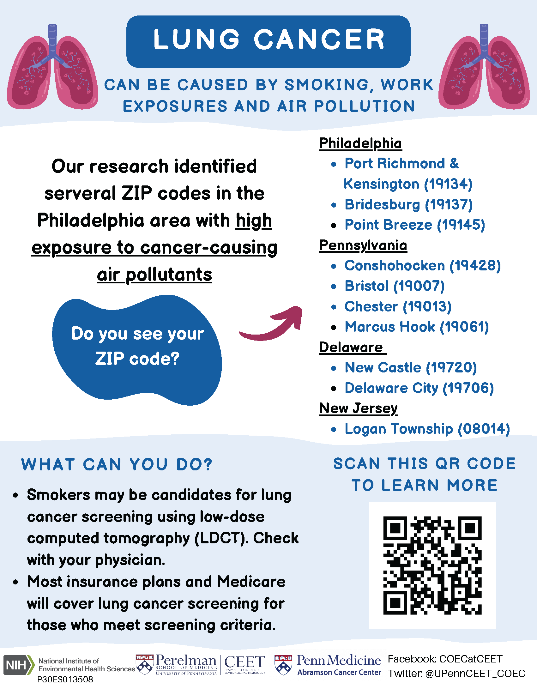 LUNG CANCER
CAN BE CAUSED BY SMOKING, WORK
EXPOSURES AND AIR POLLUTION
Our research identified
serveral ZIP codes in the
Philadelphia area with high
exposure to cancer-causing
air pollutants
Do you see your
ZIP code?
Philadelphia
• Port Richmond &
Kensington (19134)
• Bridesburg (19137)
• Point Breeze (19145)
Pennsylvania
• Conshohocken (19428)
• Bristol (19007)
• Chester (19013)
• Marcus Hook (19061)
Delaware
• New Castle (19720)
• Delaware City (19706)
New Jersey
• Logan Township (08014)
WHAT CAN YOU DO?
• Smokers may be candidates for lung
cancer screening using low-dose
computed tomography (LDCT). Check
with your physician.
• Most insurance plans and Medicare
will cover lung cancer screening for
those who meet screening criteria.
SCAN THIS QR CODE
TO LEARN MORE
NIH
National Institute of
Environmental Health Sciences
P30ES013508
Perelman
SCHOOL OF MEDICINE
UNIVERSITY OF PENNSYLVANIA
CEET
Penn Medicine
Abramson Cancer Center
Facebook: COECatCEET
Twitter: @UPennCEET_COEC